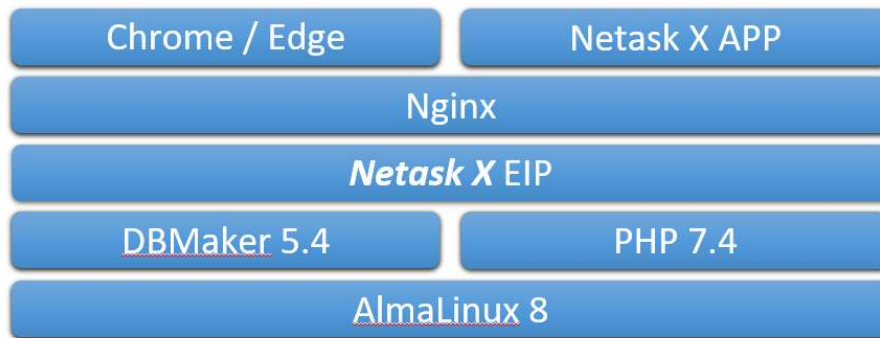 Chrome / Edge
Netask X APP
Nginx
Netask X EIP
DBMaker 5.4
PHP 7.4
AlmaLinux 8